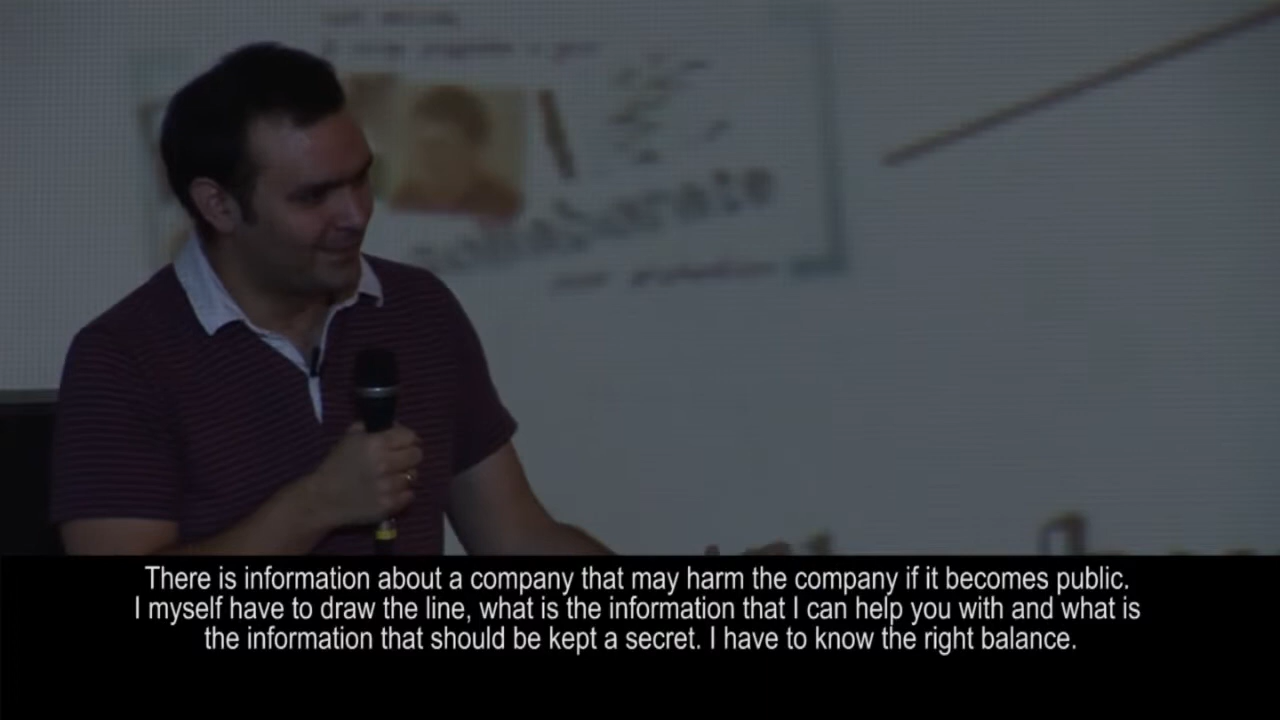 collaborate
There is information about a company that may harm the company if it becomes public.
I myself have to draw the line, what is the information that I can help you with and what is
the information that should be kept a secret. I have to know the right balance.